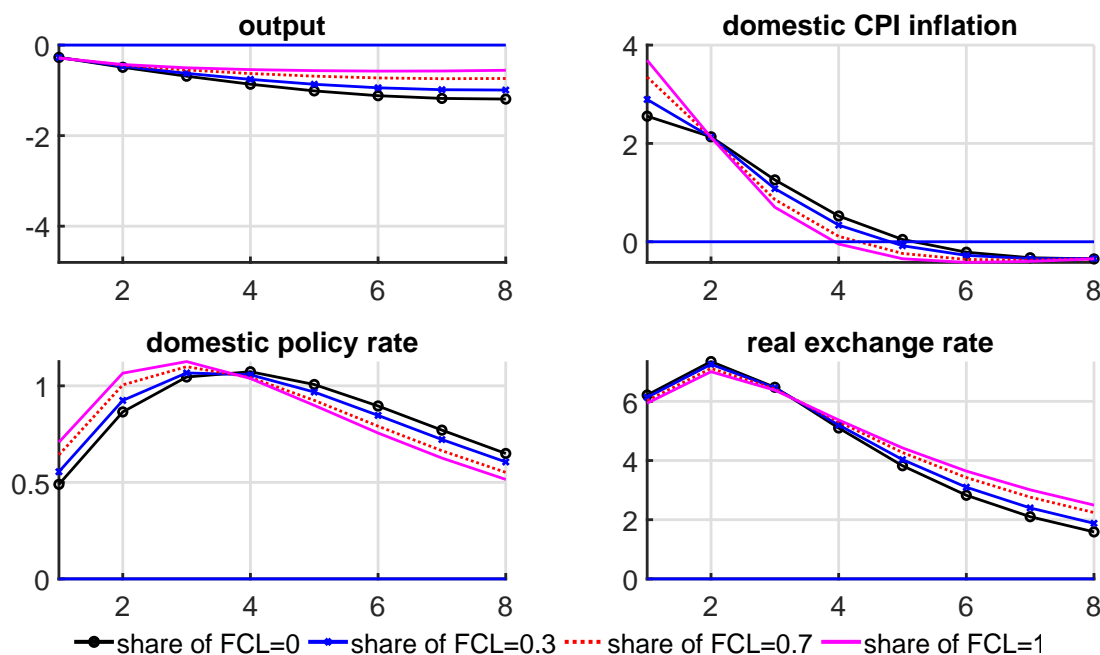 output
domestic CPI inflation
0
-2
-4
2 4 6 8
4
2
0
2 4 6 8
domestic policy rate
real exchange rate
1
0.5
0
2 4 6 8
6
4
2
0
2 4 6 8
share of FCL=0 share of FCL=0.3 share of FCL=0.7 share of FCL=1